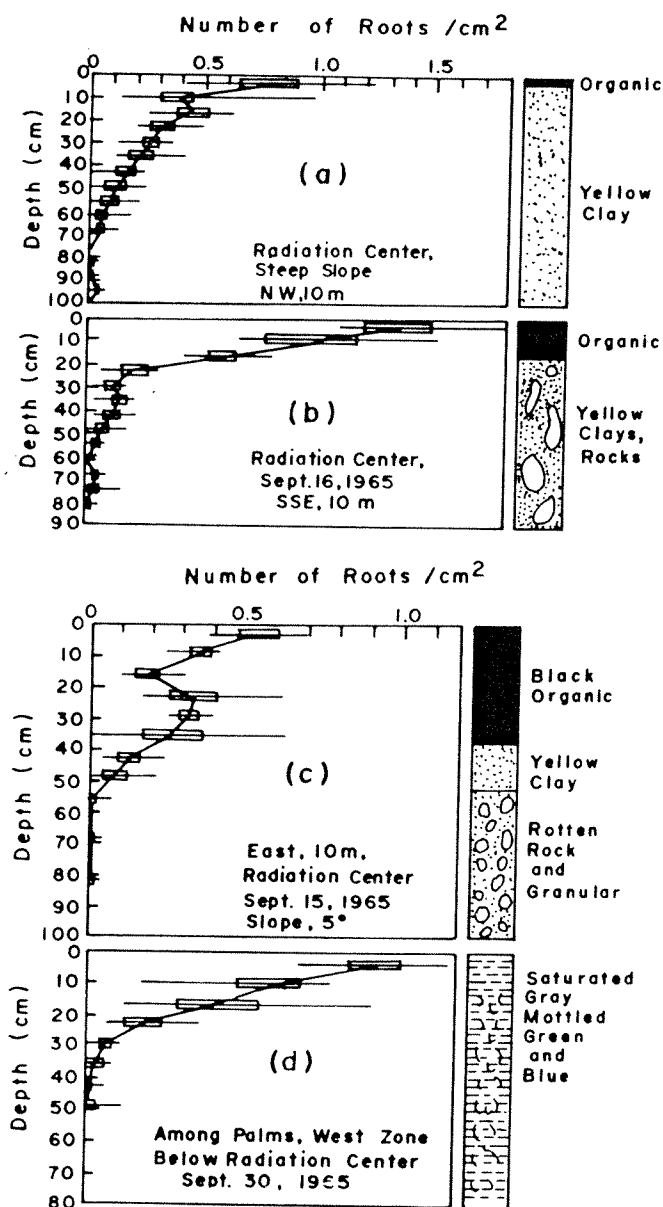 Number of Roots /cm2
0 0.5 1.0 1.5
Depth (cm)
0
10
20
30
40
50
60
70
80
90
100
(a)
Radiation Center,
Steep Slope
NW, 10m
Organic
Yellow
Clay
Depth (cm)
0
10
20
30
40
50
60
70
80
90
(b)
Radiation Center,
Sept. 16, 1965
SSE, 10 m
Organic
Yellow
Clays,
Rocks
Number of Roots /cm2
0 0.5 1.0
Depth (cm)
0
10
20
30
40
50
60
70
80
90
100
(c)
East, 10m,
Radiation Center
Sept. 15, 1965
Slope, 5°
Black
Organic
Yellow
Clay
Rotten
Rock
and
Granular
Depth (cm)
0
10
20
30
40
50
60
70
80
(d)
Among Palms, West Zone
Below Radiation Center
Sept. 30, 1965
Saturated
Gray
Mottled
Green
and
Blue